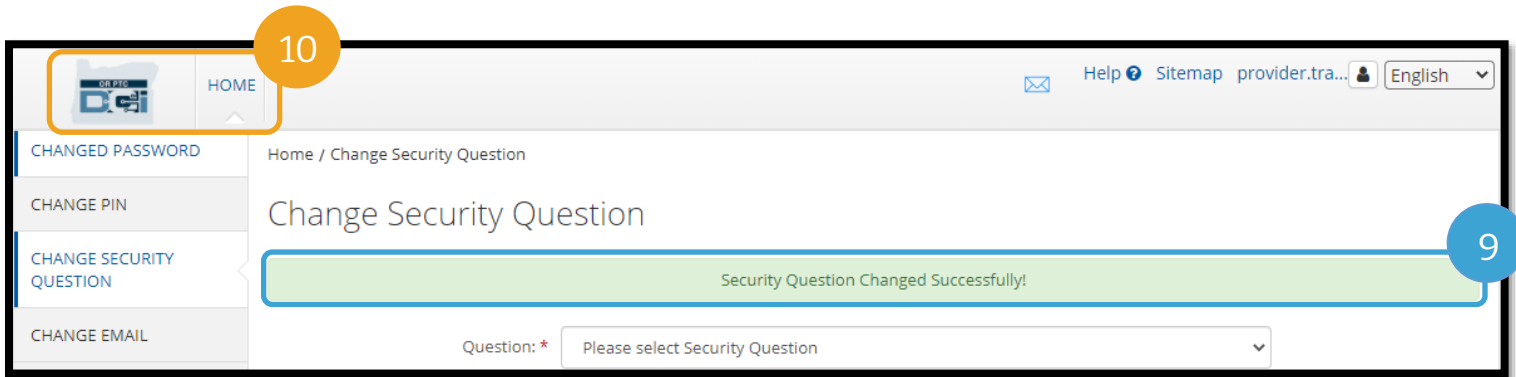 10
OR PTC
DCI
HOME
Help ? Sitemap provider.tra... English
CHANGED PASSWORD
CHANGE PIN
CHANGE SECURITY
QUESTION
CHANGE EMAIL
Home / Change Security Question
Change Security Question
9
Security Question Changed Successfully!
Question: * Please select Security Question